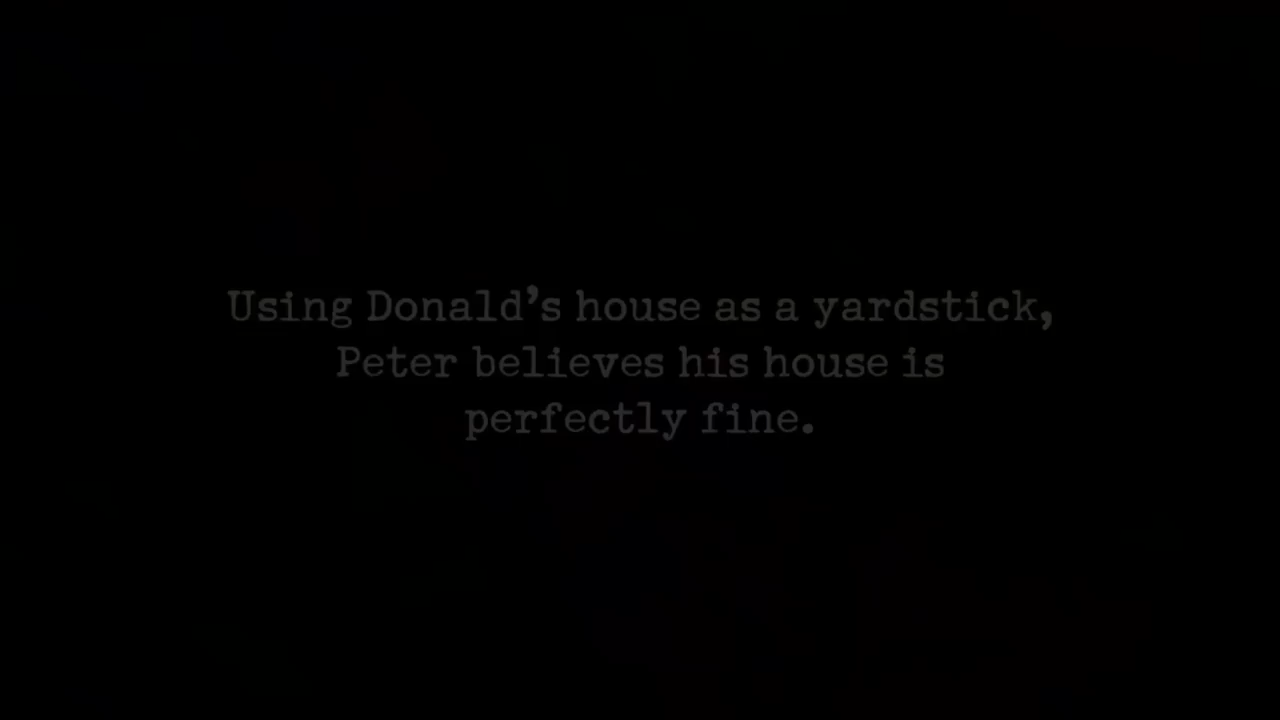 Using Donald’s house as a yardstick,
Peter believes his house is
perfectly fine.